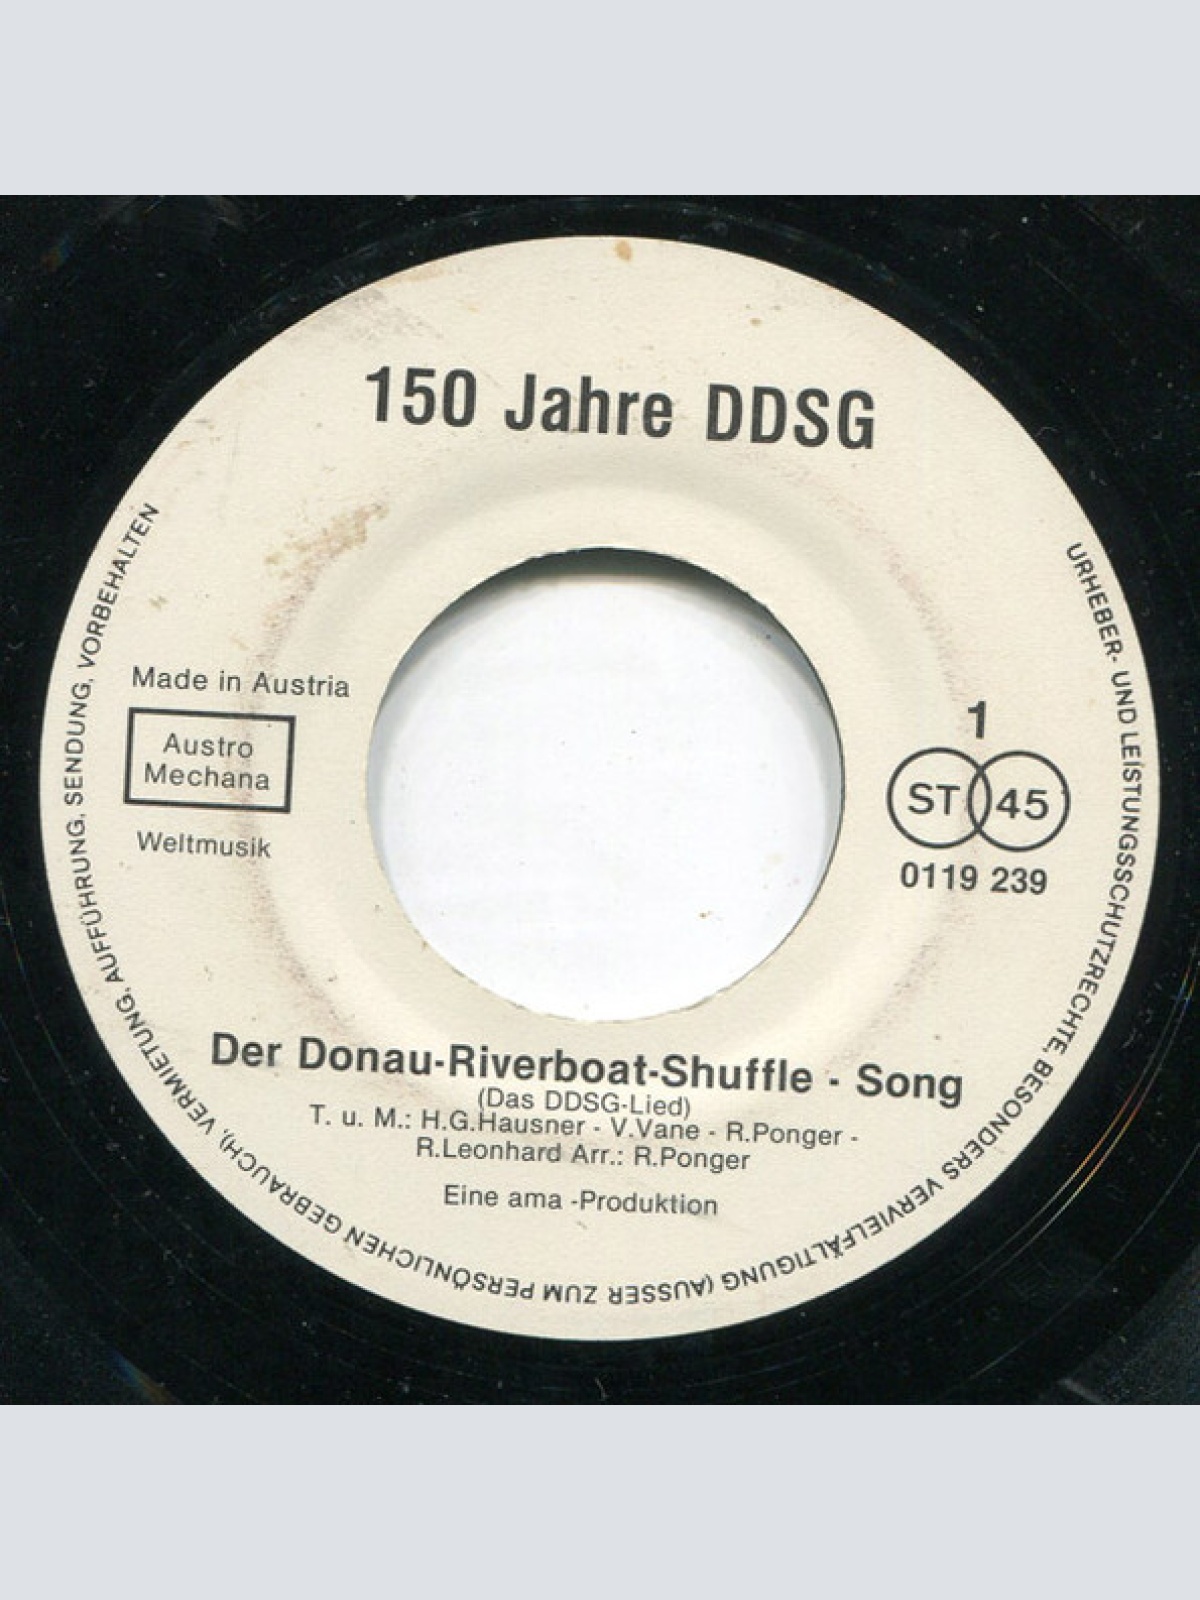 150 Jahre DDSG
Made in Austria
Austro
Mechana
Weltmusik
1
ST 45
0119 239
Der Donau-Riverboat-Shuffle - Song
(Das DDSG-Lied)
T. u. M.: H.G.Hausner - V.Vane - R.Ponger -
R.Leonhard Arr.: R.Ponger
Eine ama -Produktion
URHEBER- UND LEISTUNGSSCHUTZRECHTE, BESONDERS VERVIELFÄLTIGUNG (AUSSER ZUM PERSÖNLICHEN GEBRAUCH), VERMIETUNG, AUFFÜHRUNG, SENDUNG, VORBEHALTEN